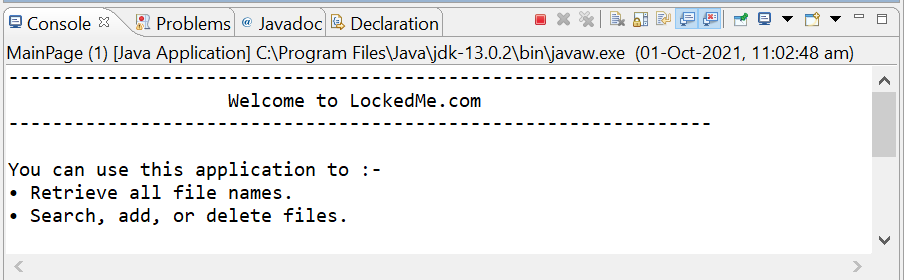 Console Problems @ Javadoc Declaration
MainPage (1) [Java Application] C:\Program Files\Java\jdk-13.0.2\bin\javaw.exe (01-Oct-2021, 11:02:48 am)
-------------------------------------------------------------
Welcome to LockedMe.com
-------------------------------------------------------------
You can use this application to :-
• Retrieve all file names.
• Search, add, or delete files.